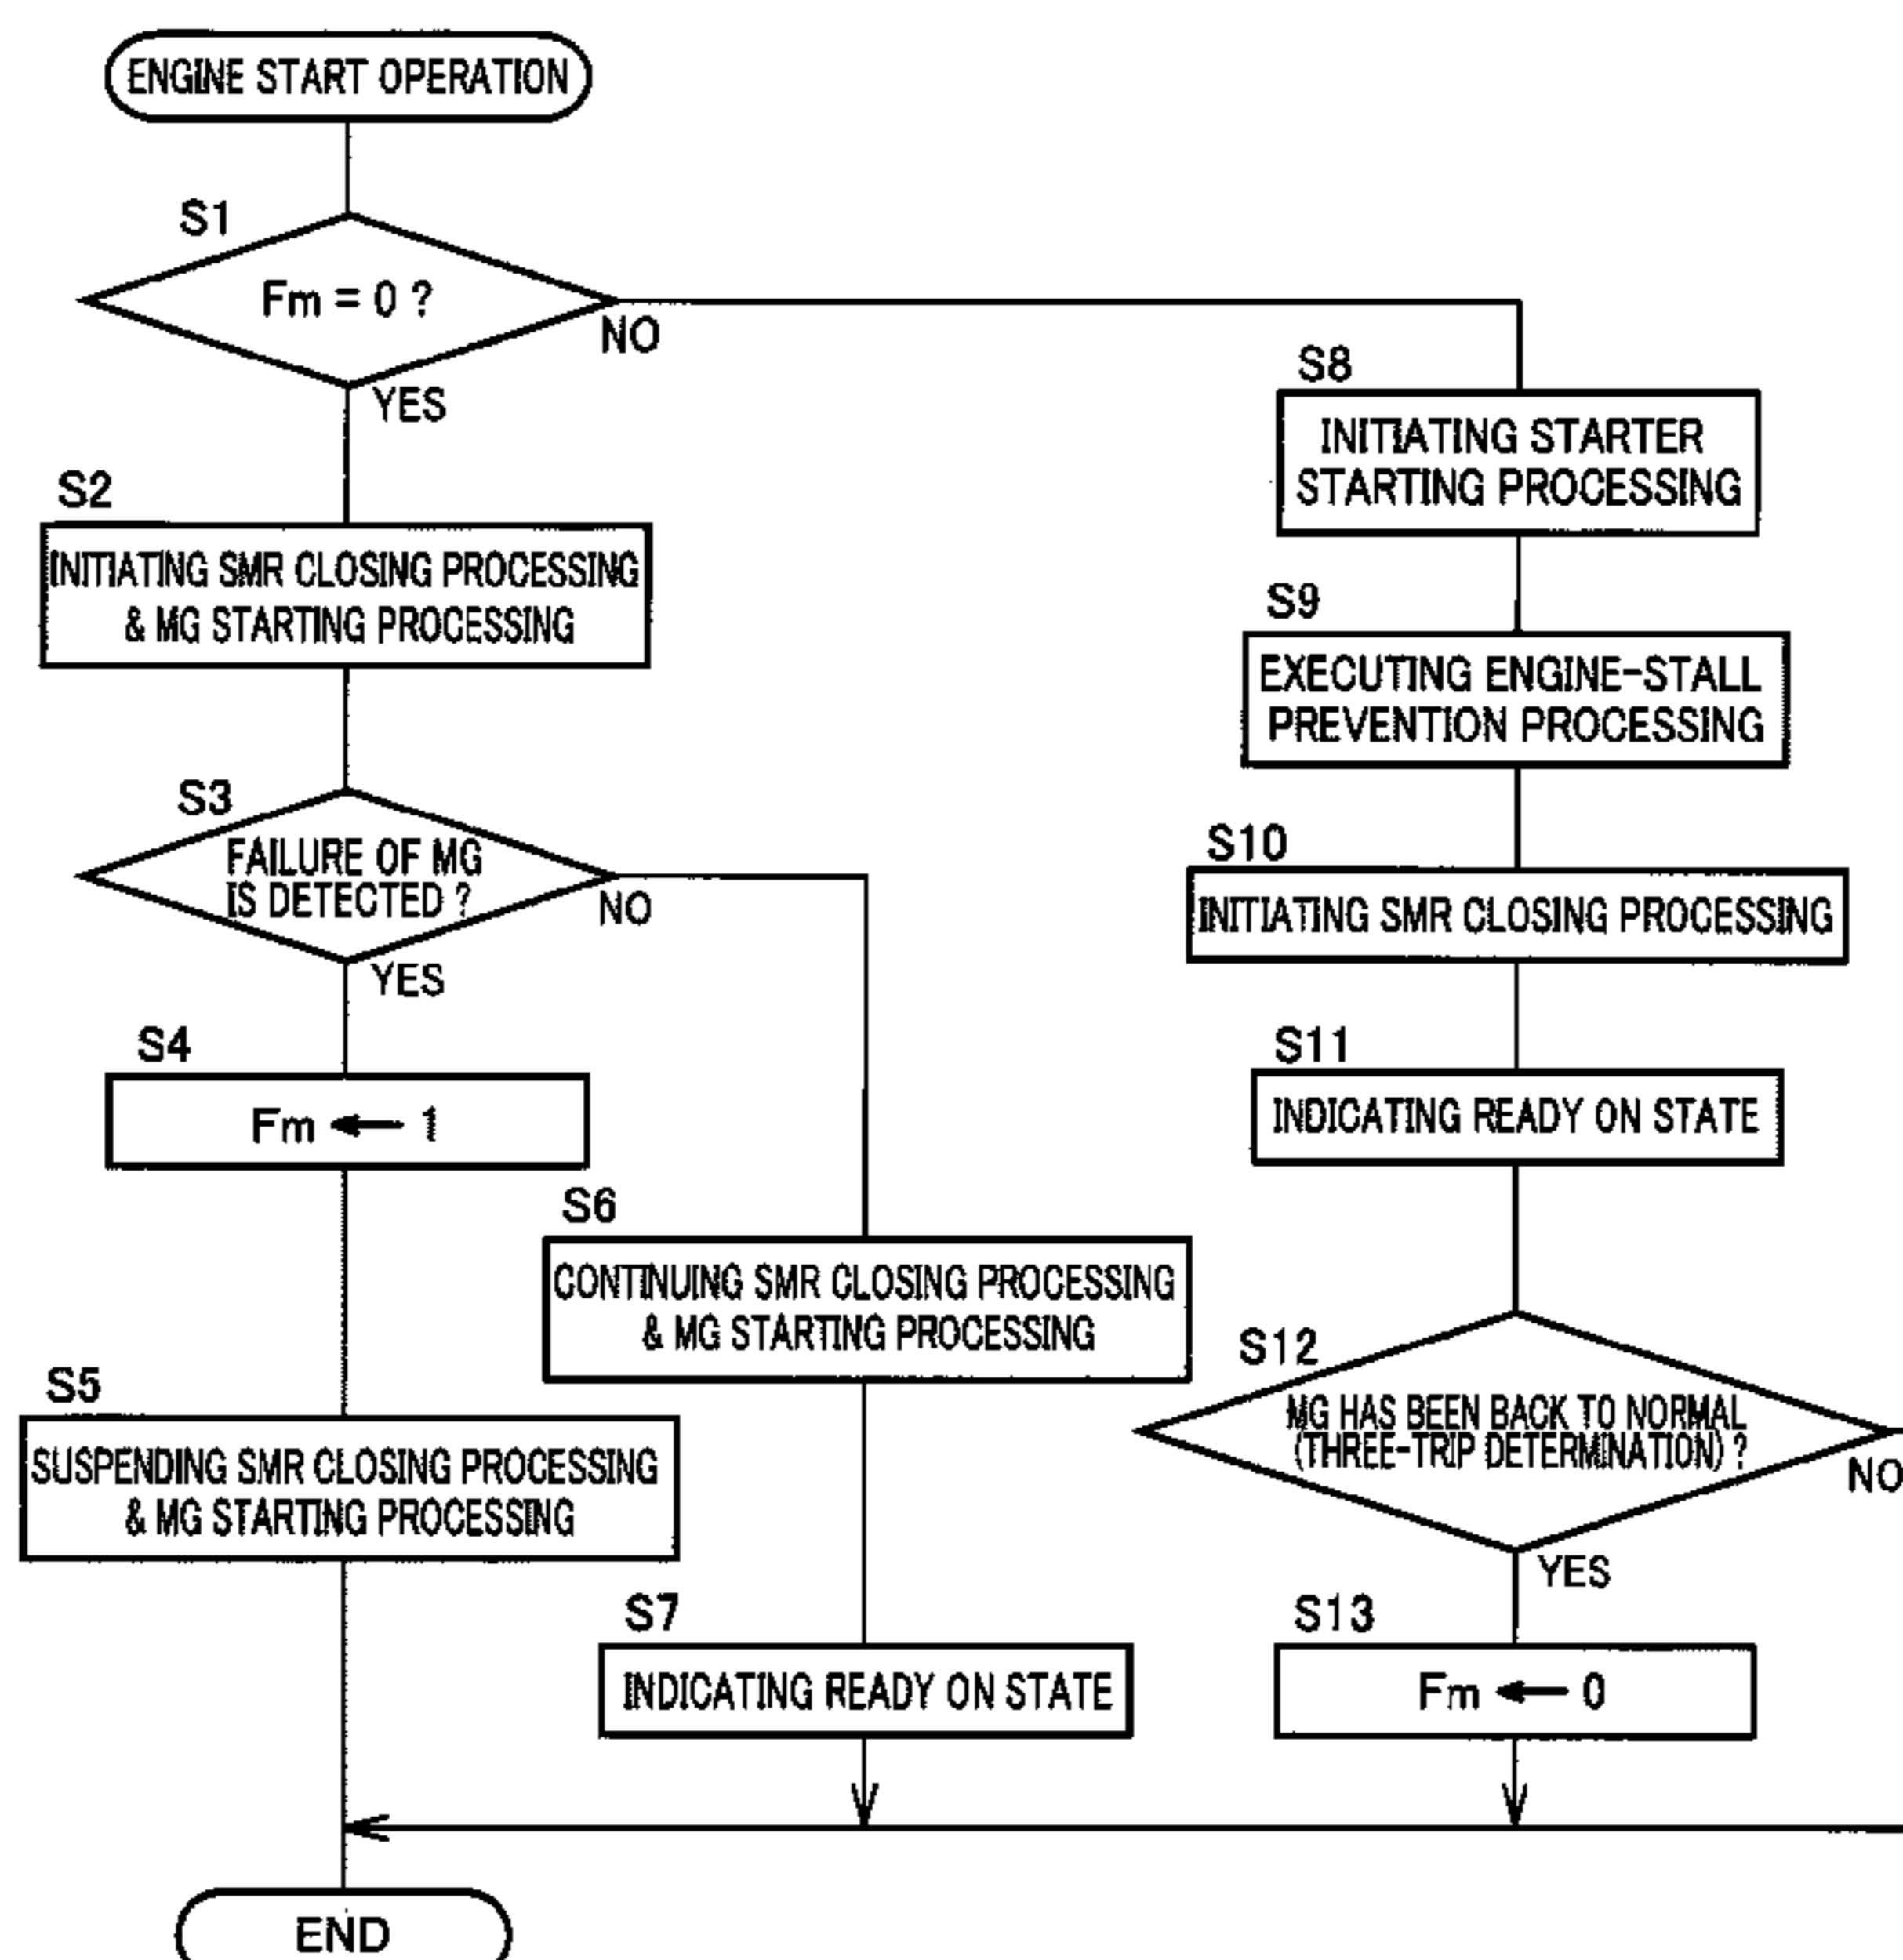 ENGINE START OPERATION
S1
Fm = 0 ?
NO
YES
S2
INITIATING SMR CLOSING PROCESSING
& MG STARTING PROCESSING
S3
FAILURE OF MG
IS DETECTED ?
NO
YES
S4
Fm ← 1
S5
SUSPENDING SMR CLOSING PROCESSING
& MG STARTING PROCESSING
S6
CONTINUING SMR CLOSING PROCESSING
& MG STARTING PROCESSING
S7
INDICATING READY ON STATE
S8
INITIATING STARTER
STARTING PROCESSING
S9
EXECUTING ENGINE-STALL
PREVENTION PROCESSING
S10
INITIATING SMR CLOSING PROCESSING
S11
INDICATING READY ON STATE
S12
MG HAS BEEN BACK TO NORMAL
(THREE-TRIP DETERMINATION) ?
NO
YES
S13
Fm ← 0
END